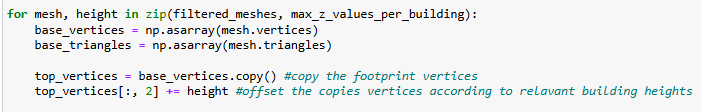 for mesh, height in zip(filtered_meshes, max_z_values_per_building):
    base_vertices = np.asarray(mesh.vertices)
    base_triangles = np.asarray(mesh.triangles)

    top_vertices = base_vertices.copy() #copy the footprint vertices
    top_vertices[:, 2] += height #offset the copies vertices according to relavant building heights